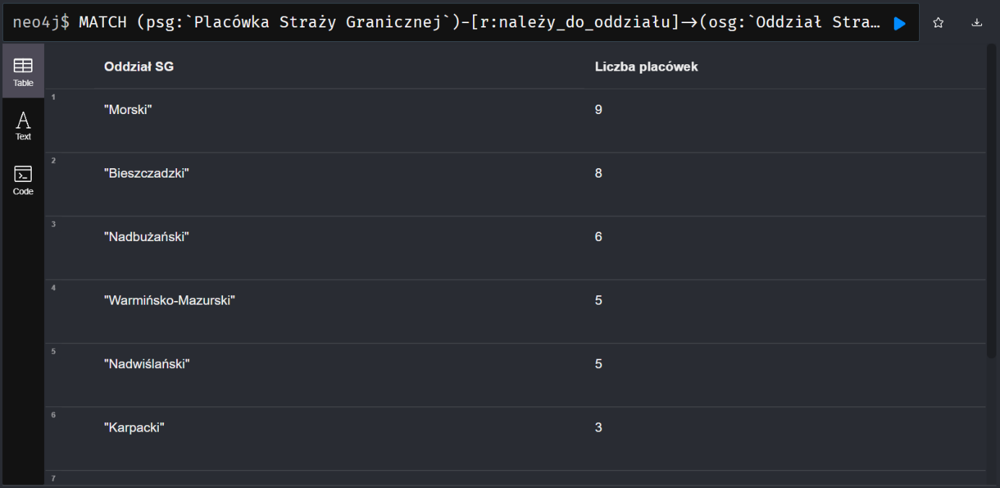 neo4j$ MATCH (psg:`Placówka Straży Granicznej`)-[r:należy_do_oddziału]→(osg:`Oddział Stra…
Table
Text
Code
Oddział SG Liczba placówek
1 "Morski" 9
2 "Bieszczadzki" 8
3 "Nadbużański" 6
4 "Warmińsko-Mazurski" 5
5 "Nadwiślański" 5
6 "Karpacki" 3
7